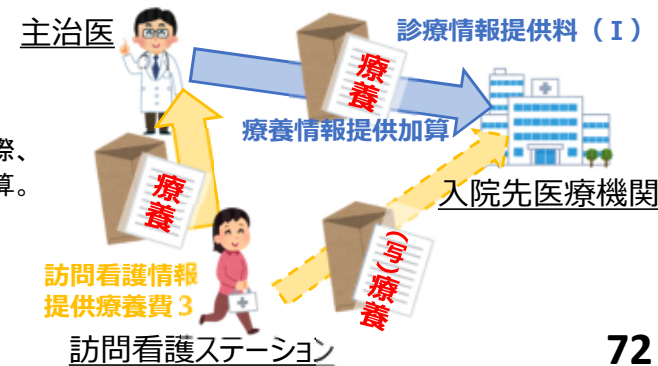 主治医
診療情報提供料（Ⅰ）
療養
療養情報提供加算
際、
算。
療養
入院先医療機関
（写）療養
訪問看護情報
提供療養費３
訪問看護ステーション
72